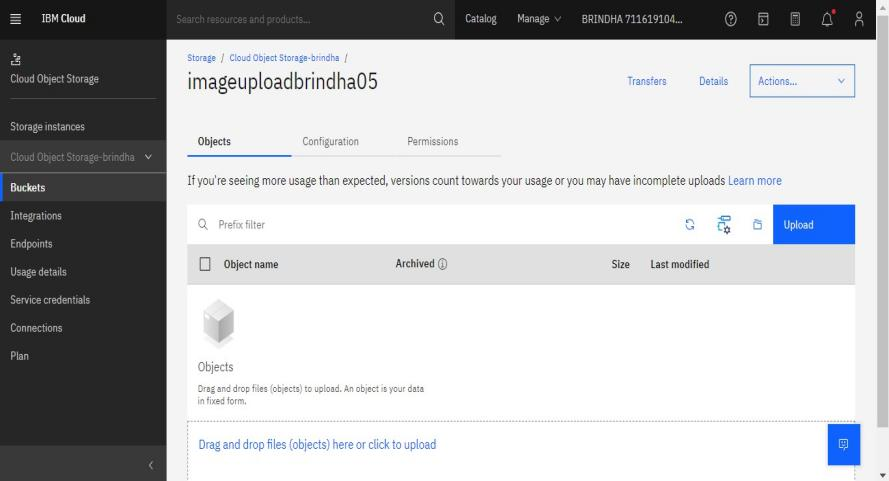 IBM Cloud
Search resources and products...
Catalog
Manage
BRINDHA 711619104...
Cloud Object Storage
Storage instances
Cloud Object Storage-brindha
Buckets
Integrations
Endpoints
Usage details
Service credentials
Connections
Plan
Storage / Cloud Object Storage-brindha /
imageuploadbrindha05
Transfers
Details
Actions...
Objects
Configuration
Permissions
If you're seeing more usage than expected, versions count towards your usage or you may have incomplete uploads Learn more
Prefix filter
Upload
Object name
Archived
Size
Last modified
Objects
Drag and drop files (objects) to upload. An object is your data
in fixed form.
Drag and drop files (objects) here or click to upload